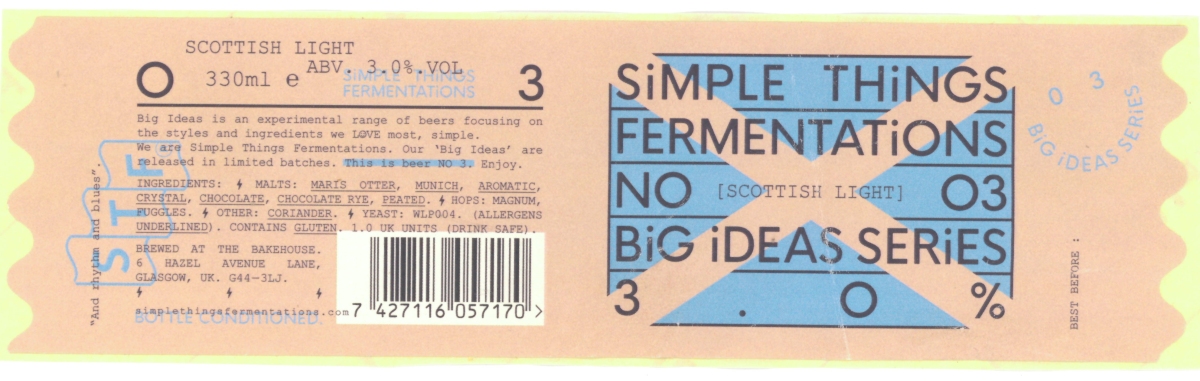 SCOTTISH LIGHT
ABV. 3.0%.VOL
O 330ml e 3
SiMPLE THiNGS
FERMENTATiONS
Big Ideas is an experimental range of beers focusing on
the styles and ingredients we LOVE most, simple.
We are Simple Things Fermentations. Our ‘Big Ideas’ are
released in limited batches. This is beer NO 3. Enjoy.
INGREDIENTS: MALTS: MARIS OTTER, MUNICH, AROMATIC,
CRYSTAL, CHOCOLATE, CHOCOLATE RYE, PEATED. HOPS: MAGNUM,
FUGGLES. OTHER: CORIANDER. YEAST: WLP004. (ALLERGENS
UNDERLINED). CONTAINS GLUTEN. 1.0 UK UNITS (DRINK SAFE).
BREWED AT THE BAKEHOUSE.
6 HAZEL AVENUE LANE,
GLASGOW, UK. G44-3LJ.
simplethingsfermentations.com
BOTTLE CONDITIONED.
7 427116 057170 >
"And rhythm and blues".
STF
SiMPLE THiNGS
FERMENTATiONS
NO [SCOTTISH LIGHT] O3
BiG iDEAS SERiES
3 . O %
O 3
BiG iDEAS SERiES
BEST BEFORE :